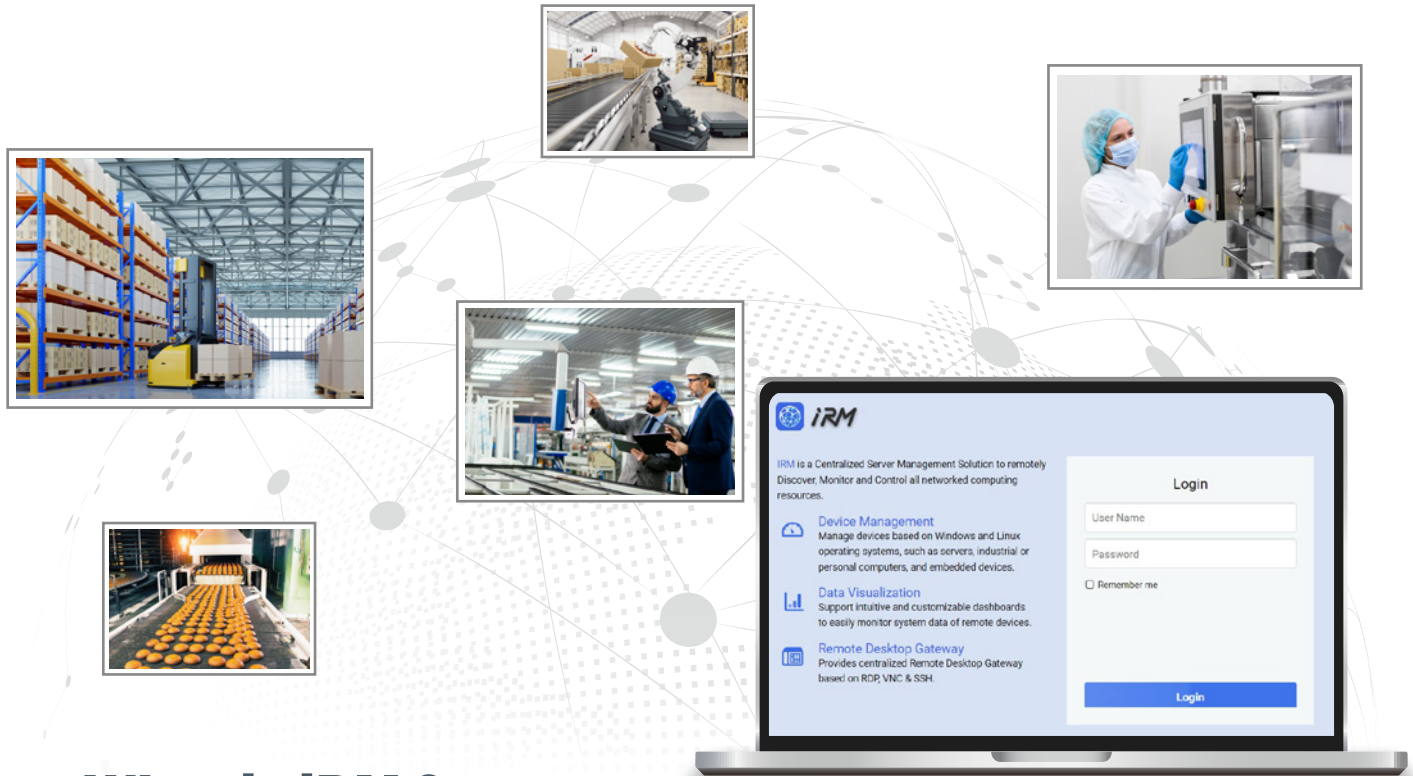 iRM
IRM is a Centralized Server Management Solution to remotely
Discover, Monitor and Control all networked computing
resources.
Device Management
Manage devices based on Windows and Linux
operating systems, such as servers, industrial or
personal computers, and embedded devices.
Data Visualization
Support intuitive and customizable dashboards
to easily monitor system data of remote devices.
Remote Desktop Gateway
Provides centralized Remote Desktop Gateway
based on RDP, VNC & SSH.
Login
User Name
Password
Remember me
Login